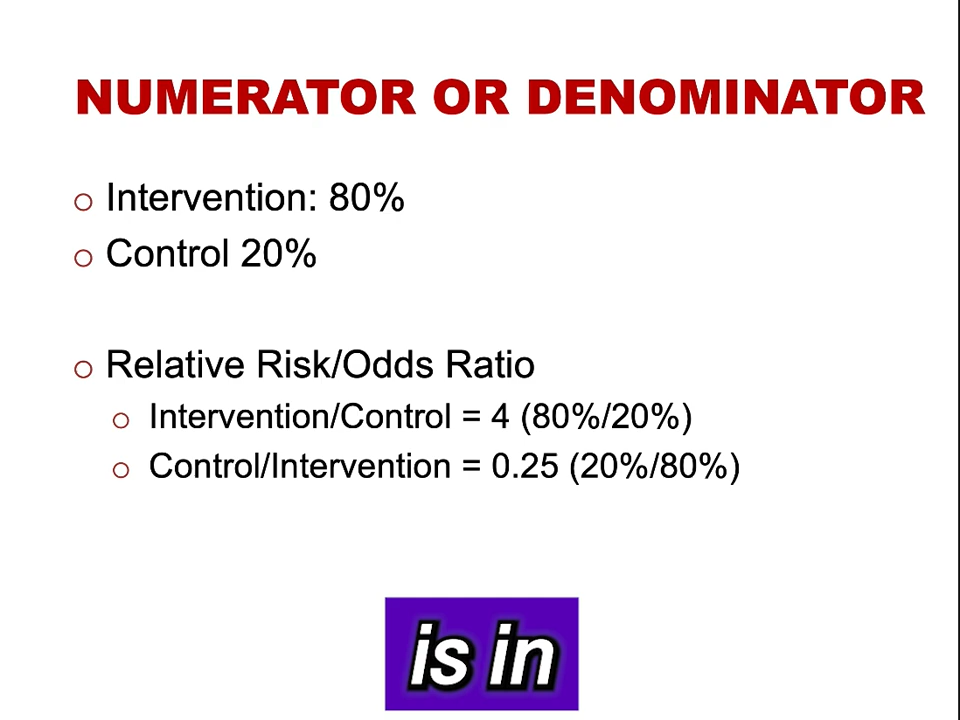 NUMERATOR OR DENOMINATOR
Intervention: 80%
Control 20%
Relative Risk/Odds Ratio
Intervention/Control = 4 (80%/20%)
Control/Intervention = 0.25 (20%/80%)
is in